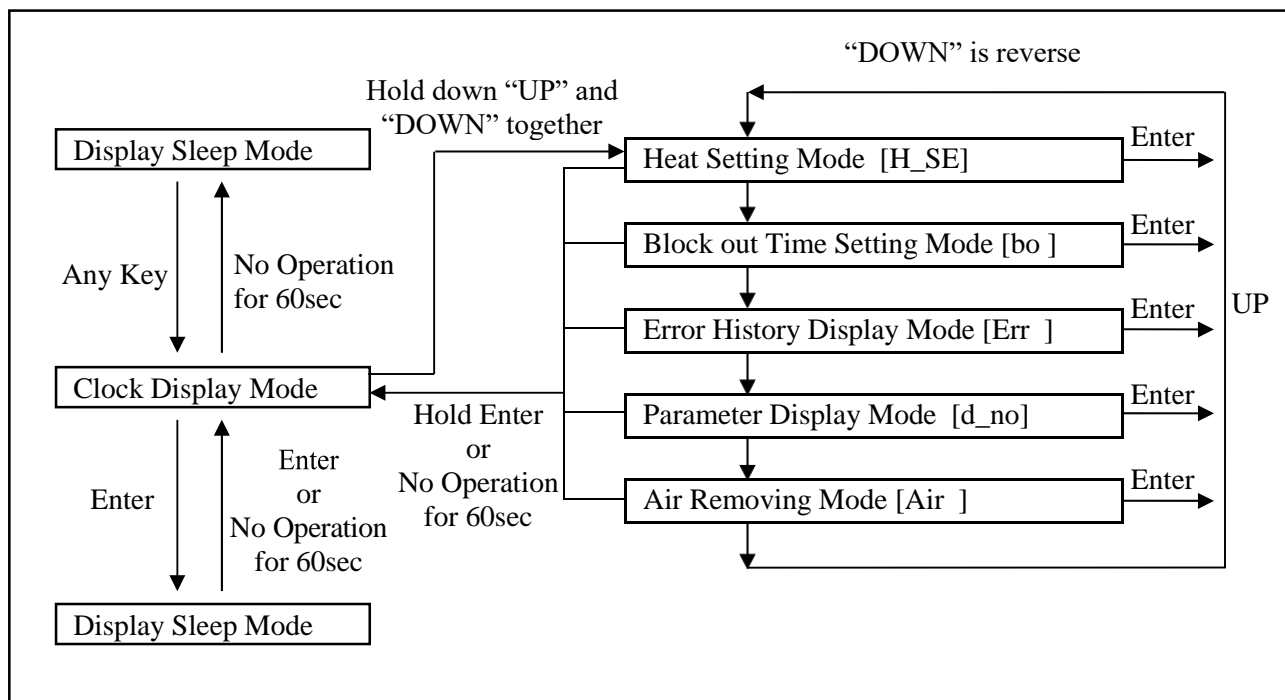 “DOWN” is reverse
Hold down “UP” and
“DOWN” together
Display Sleep Mode
Any Key
No Operation
for 60sec
Clock Display Mode
Enter
Enter
or
No Operation
for 60sec
Display Sleep Mode
Hold Enter
or
No Operation
for 60sec
Heat Setting Mode [H_SE]
Enter
Block out Time Setting Mode [bo ]
Enter
Error History Display Mode [Err ]
Enter
Parameter Display Mode [d_no]
Enter
Air Removing Mode [Air ]
Enter
UP